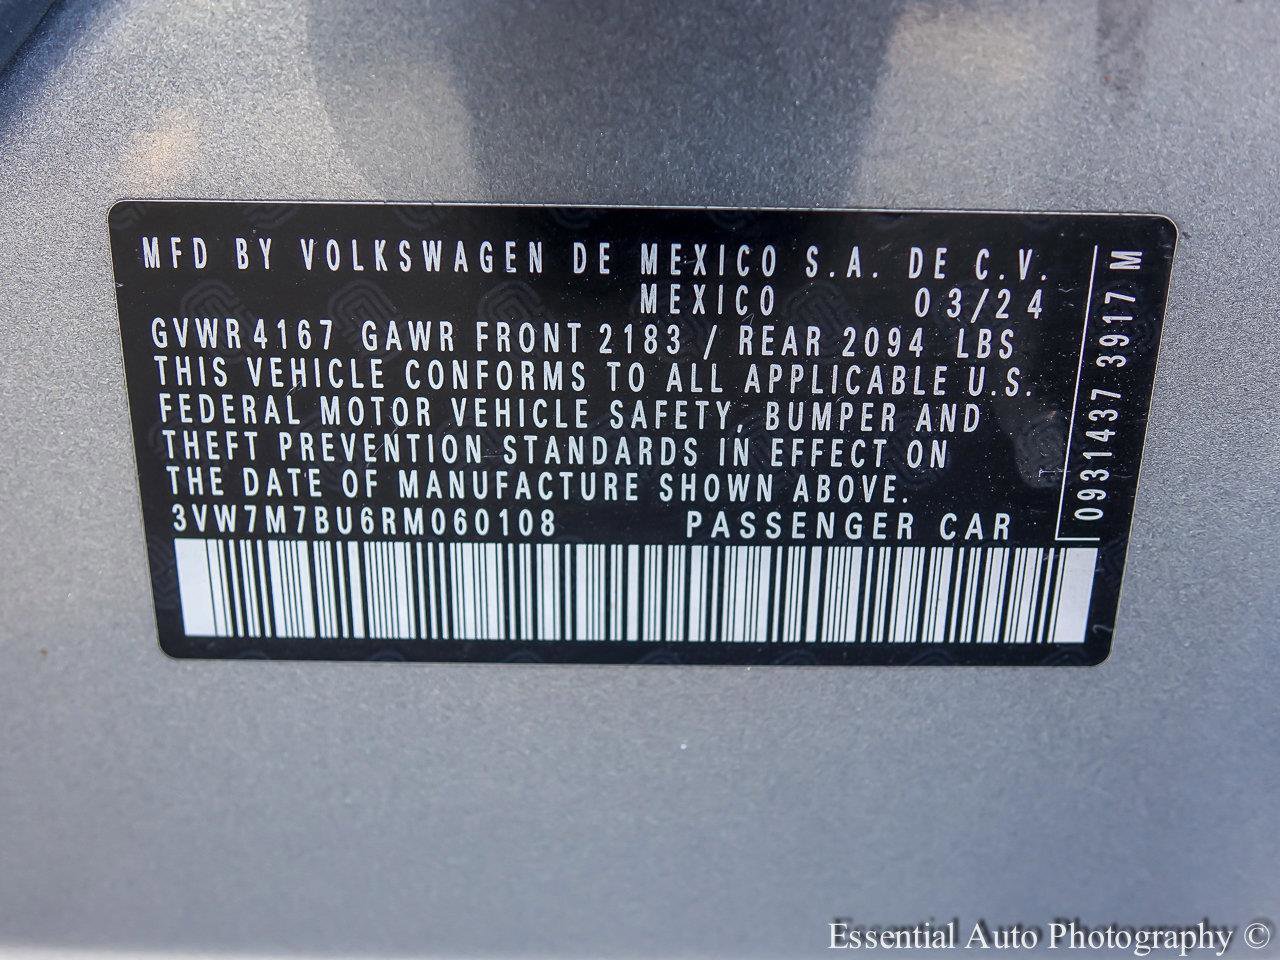 MFD BY VOLKSWAGEN DE MEXICO S.A. DE C.V.
MEXICO 03/24
GVWR 4167 GAWR FRONT 2183 / REAR 2094 LBS
THIS VEHICLE CONFORMS TO ALL APPLICABLE U.S.
FEDERAL MOTOR VEHICLE SAFETY, BUMPER AND
THEFT PREVENTION STANDARDS IN EFFECT ON
THE DATE OF MANUFACTURE SHOWN ABOVE.
3VW7M7BU6RM060108 PASSENGER CAR
0931437 3917 M
Essential Auto Photography ©